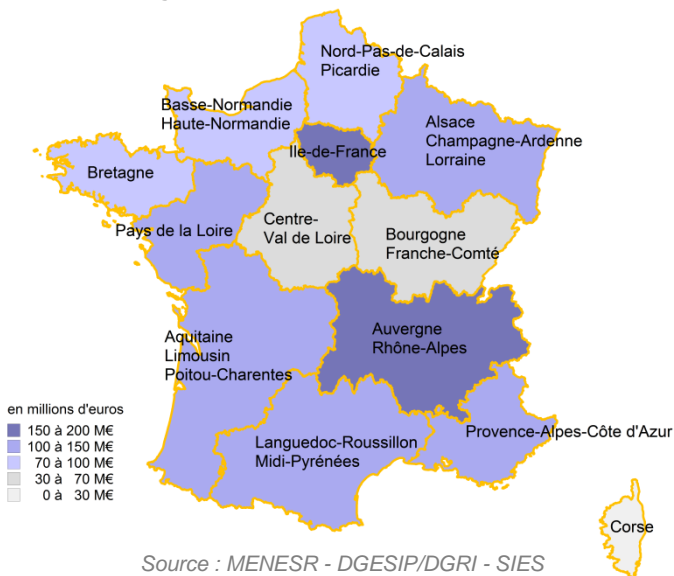 Nord-Pas-de-Calais
Picardie
Basse-Normandie
Haute-Normandie
Alsace
Champagne-Ardenne
Lorraine
Ile-de-France
Bretagne
Pays de la Loire
Centre-
Val de Loire
Bourgogne
Franche-Comté
Auvergne
Rhône-Alpes
Aquitaine
Limousin
Poitou-Charentes
Languedoc-Roussillon
Midi-Pyrénées
Provence-Alpes-Côte d'Azur
Corse
en millions d'euros
150 à 200 M€
100 à 150 M€
70 à 100 M€
30 à 70 M€
0 à 30 M€
Source : MENESR - DGESIP/DGRI - SIES